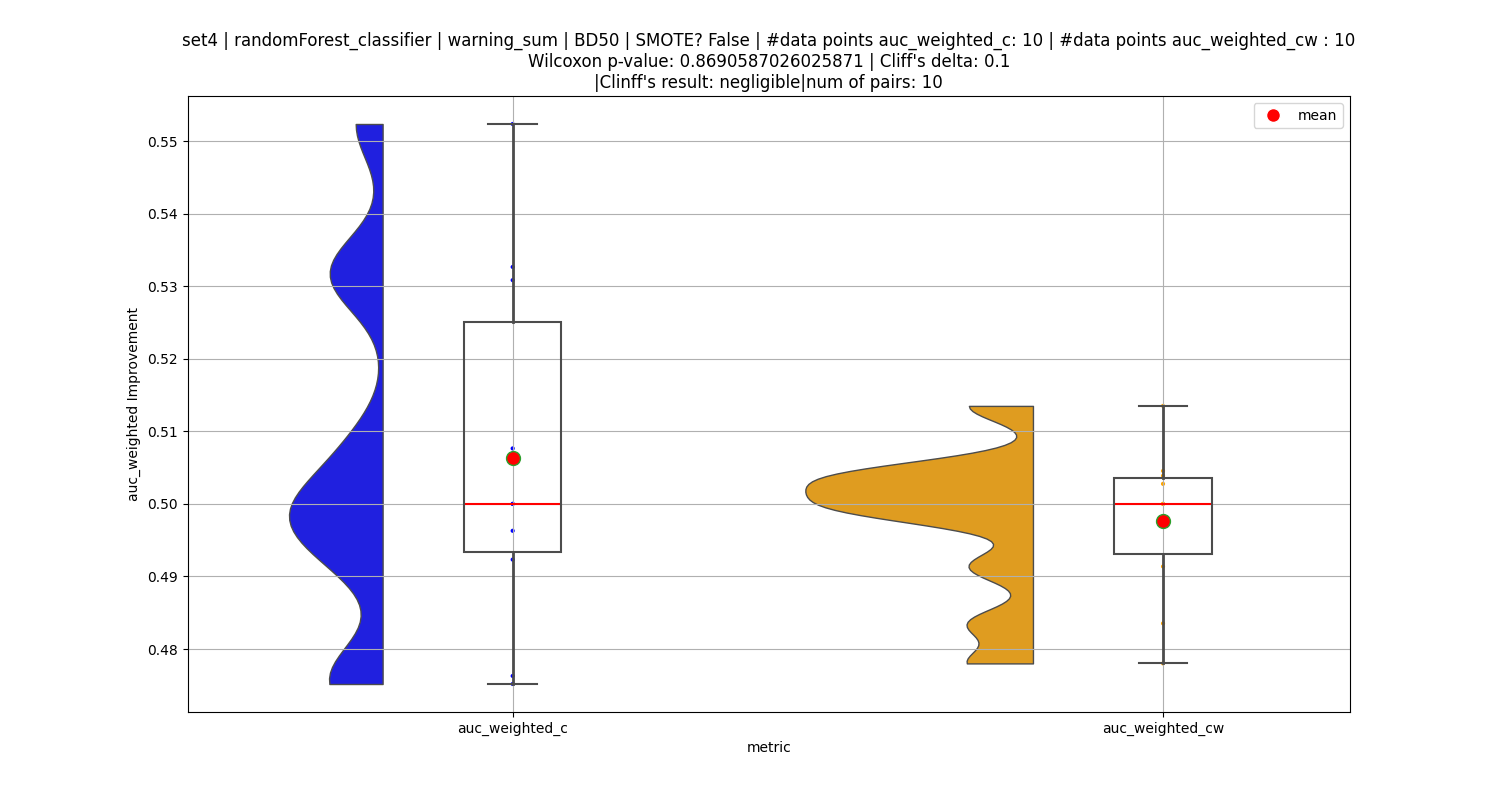 set4 | randomForest_classifier | warning_sum | BD50 | SMOTE? False | #data points auc_weighted_c: 10 | #data points auc_weighted_cw : 10
Wilcoxon p-value: 0.8690587026025871 | Cliff's delta: 0.1
|Clinff's result: negligible|num of pairs: 10
mean
0.55
0.54
0.53
0.52
0.51
0.50
0.49
0.48
auc_weighted Improvement
auc_weighted_c
auc_weighted_cw
metric